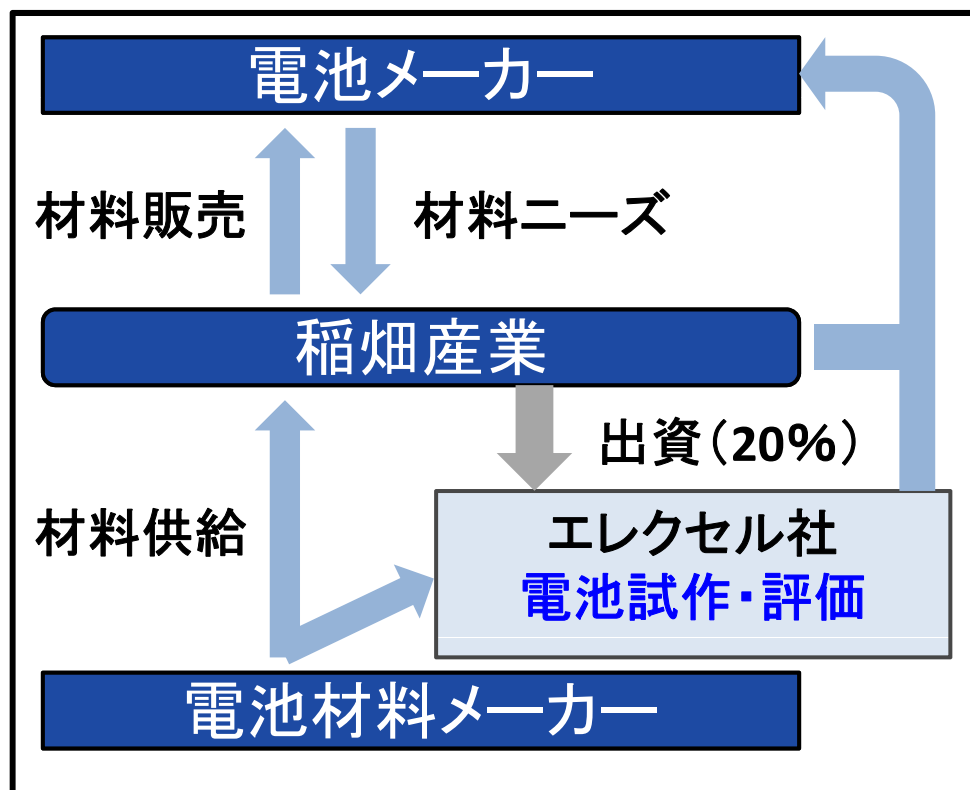 電池メーカー
材料販売
材料ニーズ
稲畑産業
出資（20%）
材料供給
エレクセル社
電池試作・評価
電池材料メーカー